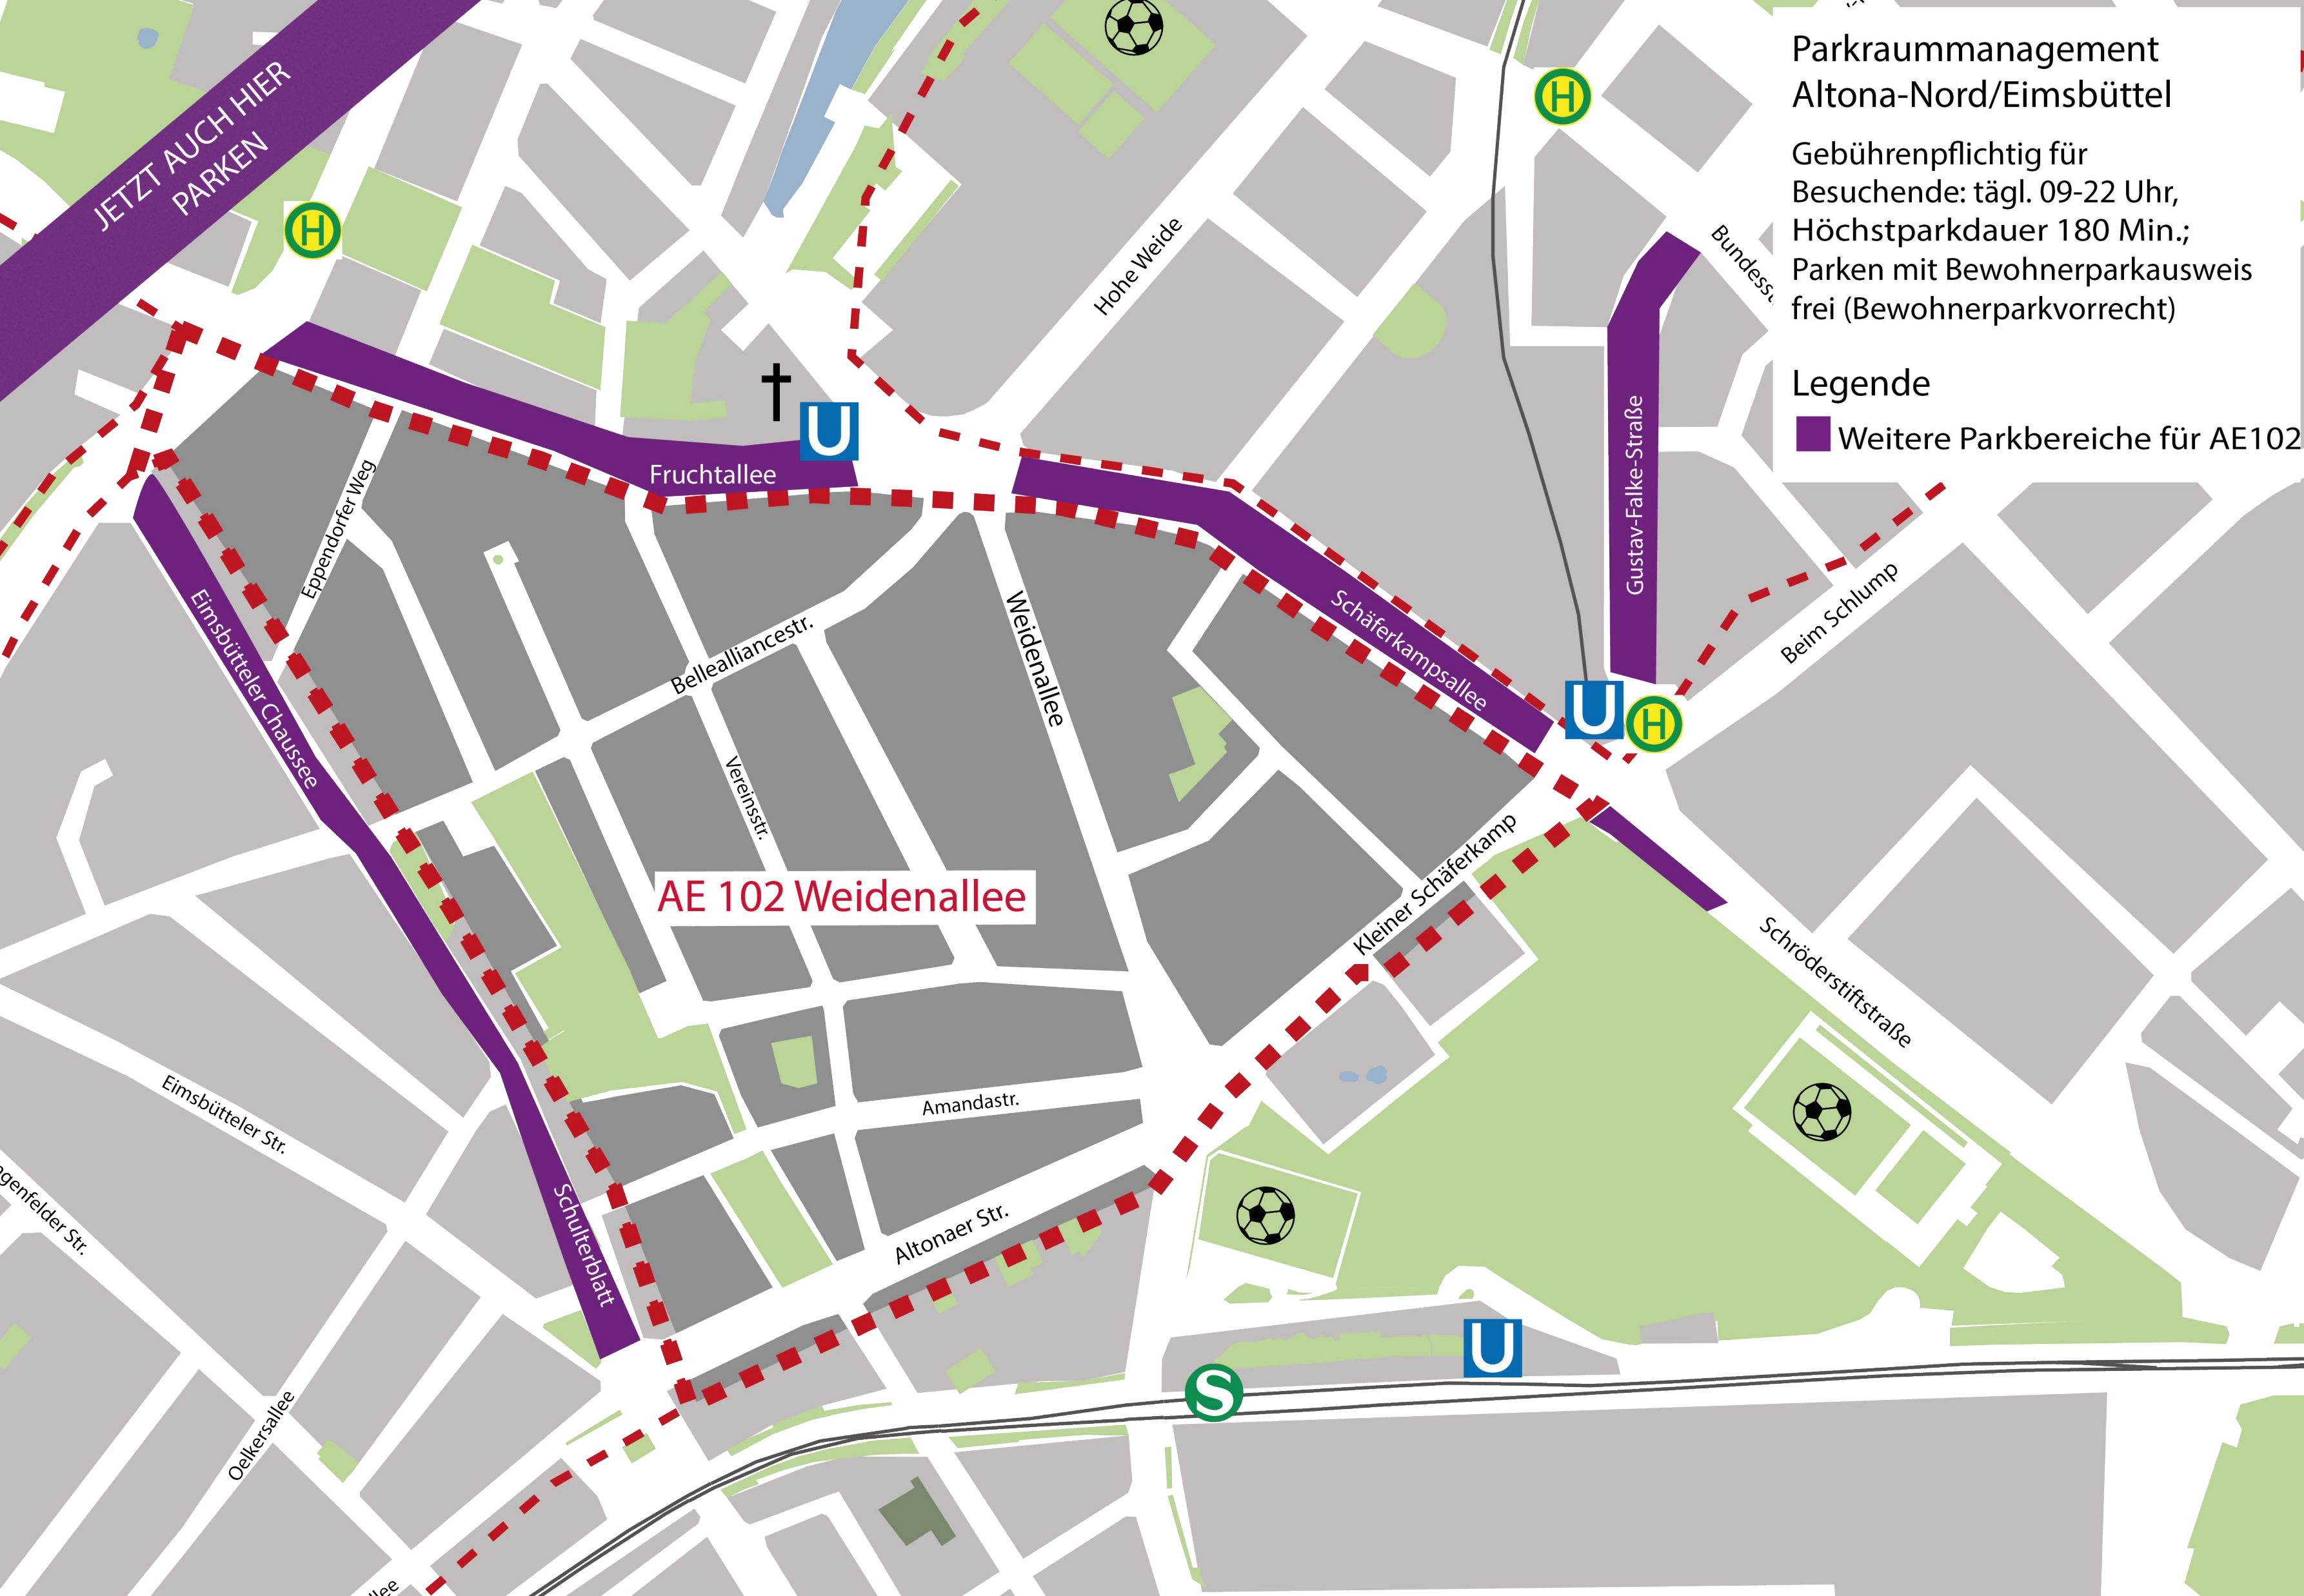 JETZT AUCH HIER
PARKEN
Parkraummanagement
Altona-Nord/Eimsbüttel
Gebührenpflichtig für
Besuchende: tägl. 09-22 Uhr,
Höchstparkdauer 180 Min.;
Parken mit Bewohnerparkausweis
frei (Bewohnerparkvorrecht)
Legende
Weitere Parkbereiche für AE102
H
H
Hohe Weide
U
Fruchtallee
Eppendorfer Weg
Gustav-Falke-Straße
Schäferkampsallee
Beim Schlump
U
H
Eimsbütteler Chaussee
Bellealliancestr.
Weidenallee
Vereinsstr.
AE 102 Weidenallee
Kleiner Schäferkamp
Schröderstiftstraße
Eimsbütteler Str.
Amandastr.
Schulterblatt
Altonaer Str.
U
S
Oelkersallee